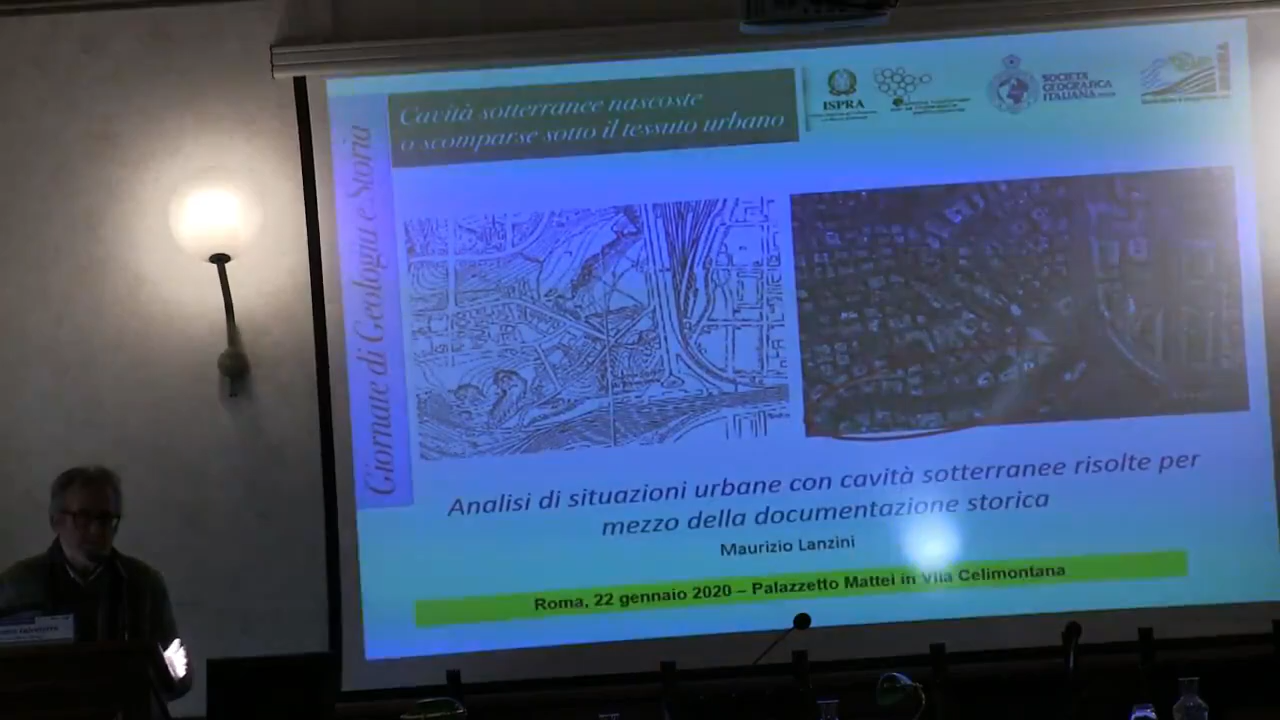 Cavità sotterranee nascoste
o scomparse sotto il tessuto urbano
Giornate di Geologia e Storia
ISPRA
SOCIETÀ
GEOGRAFICA
ITALIANA
Analisi di situazioni urbane con cavità sotterranee risolte per
mezzo della documentazione storica
Maurizio Lanzini
Roma, 22 gennaio 2020 – Palazzetto Mattei in Villa Celimontana